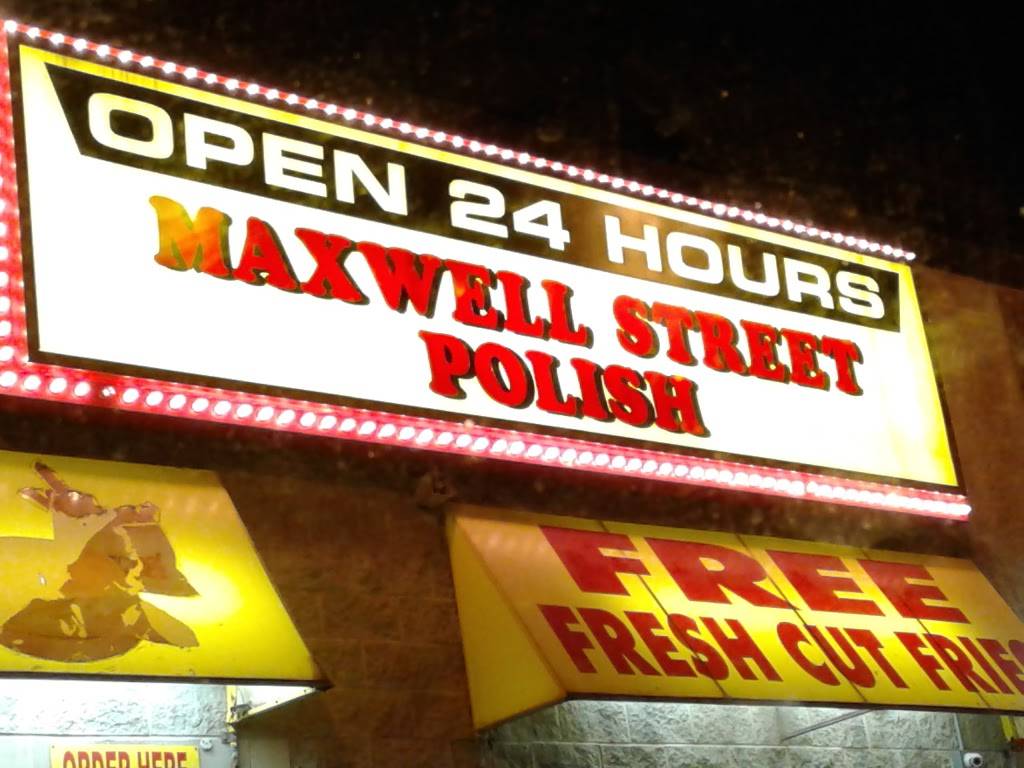 OPEN 24 HOURS
MAXWELL STREET
POLISH
FREE
FRESH CUT FRIES
ORDER HERE